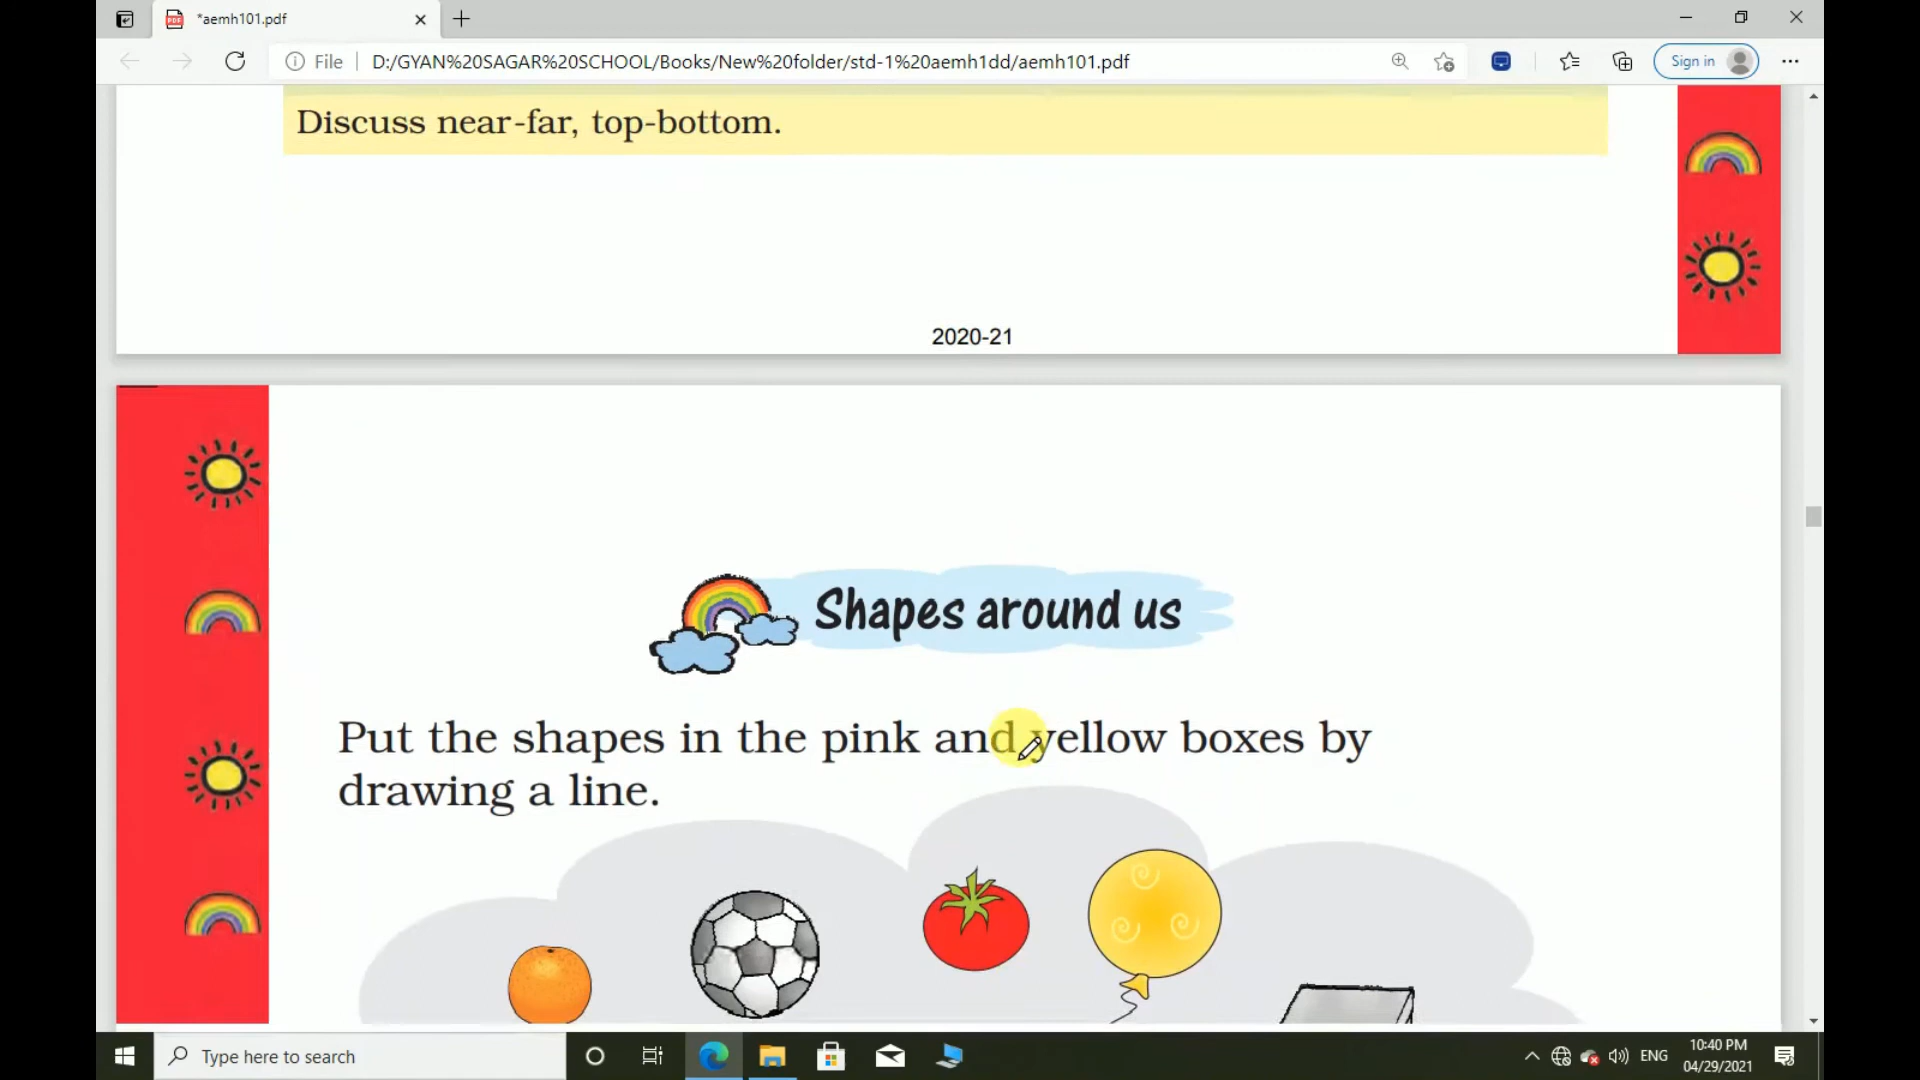 *aemh101.pdf
File
D:/GYAN%20SAGAR%20SCHOOL/Books/New%20folder/std-1%20aemh1dd/aemh101.pdf
Sign in
Discuss near-far, top-bottom.
2020-21
Shapes around us
Put the shapes in the pink and yellow boxes by
drawing a line.
Type here to search
ENG
10:40 PM
04/29/2021